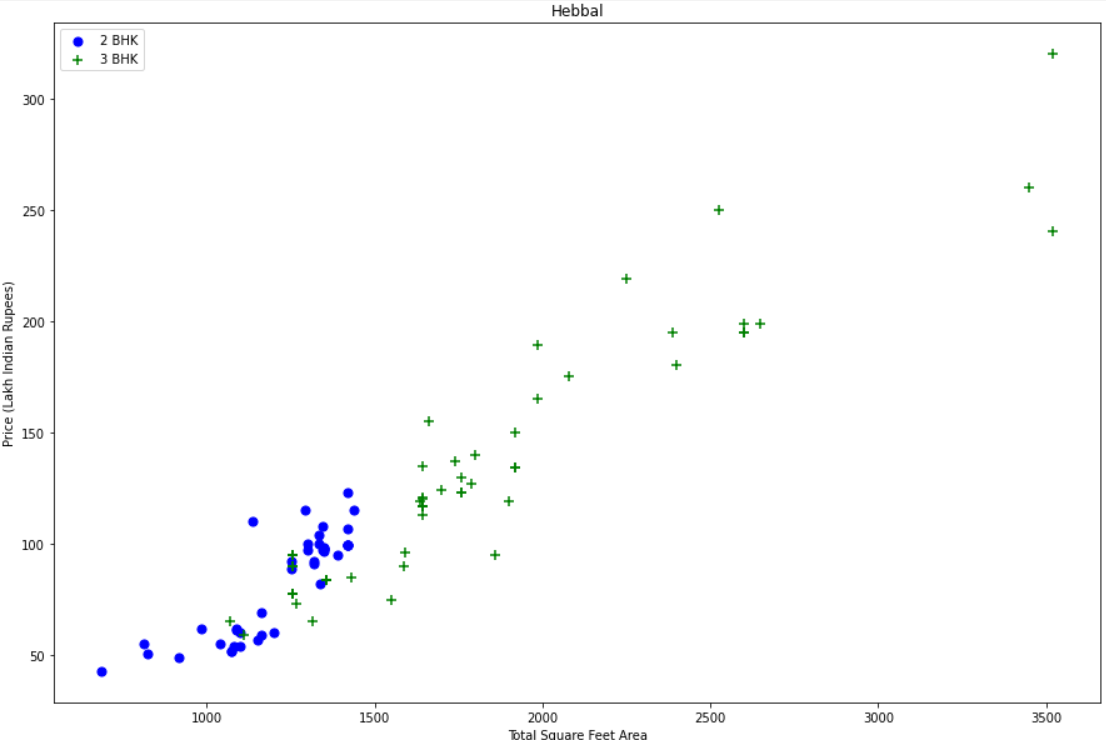 Hebbal
2 BHK
3 BHK
300
250
200
150
100
50
Price (Lakh Indian Rupees)
1000 1500 2000 2500 3000 3500
Total Square Feet Area